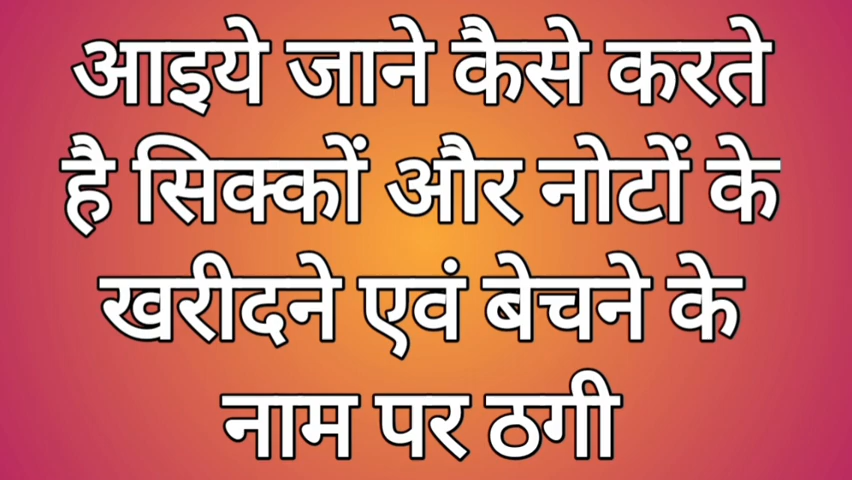 आइये जाने कैसे करते
है सिक्कों और नोटों के
खरीदने एवं बेचने के
नाम पर ठगी